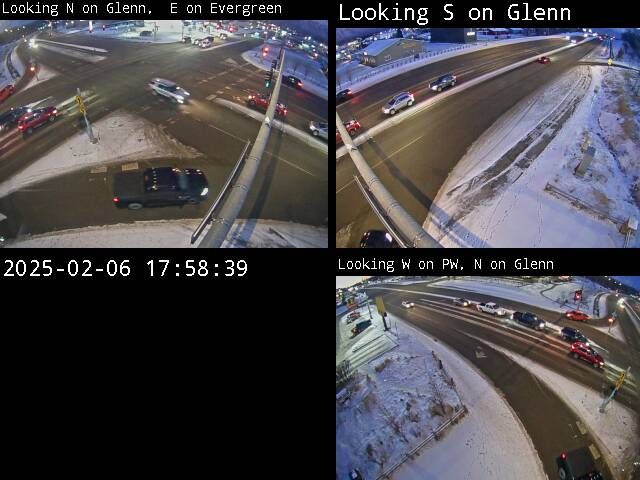 Looking N on Glenn,  E on Evergreen
Looking S on Glenn
2025-02-06 17:58:39
Looking W on PW, N on Glenn